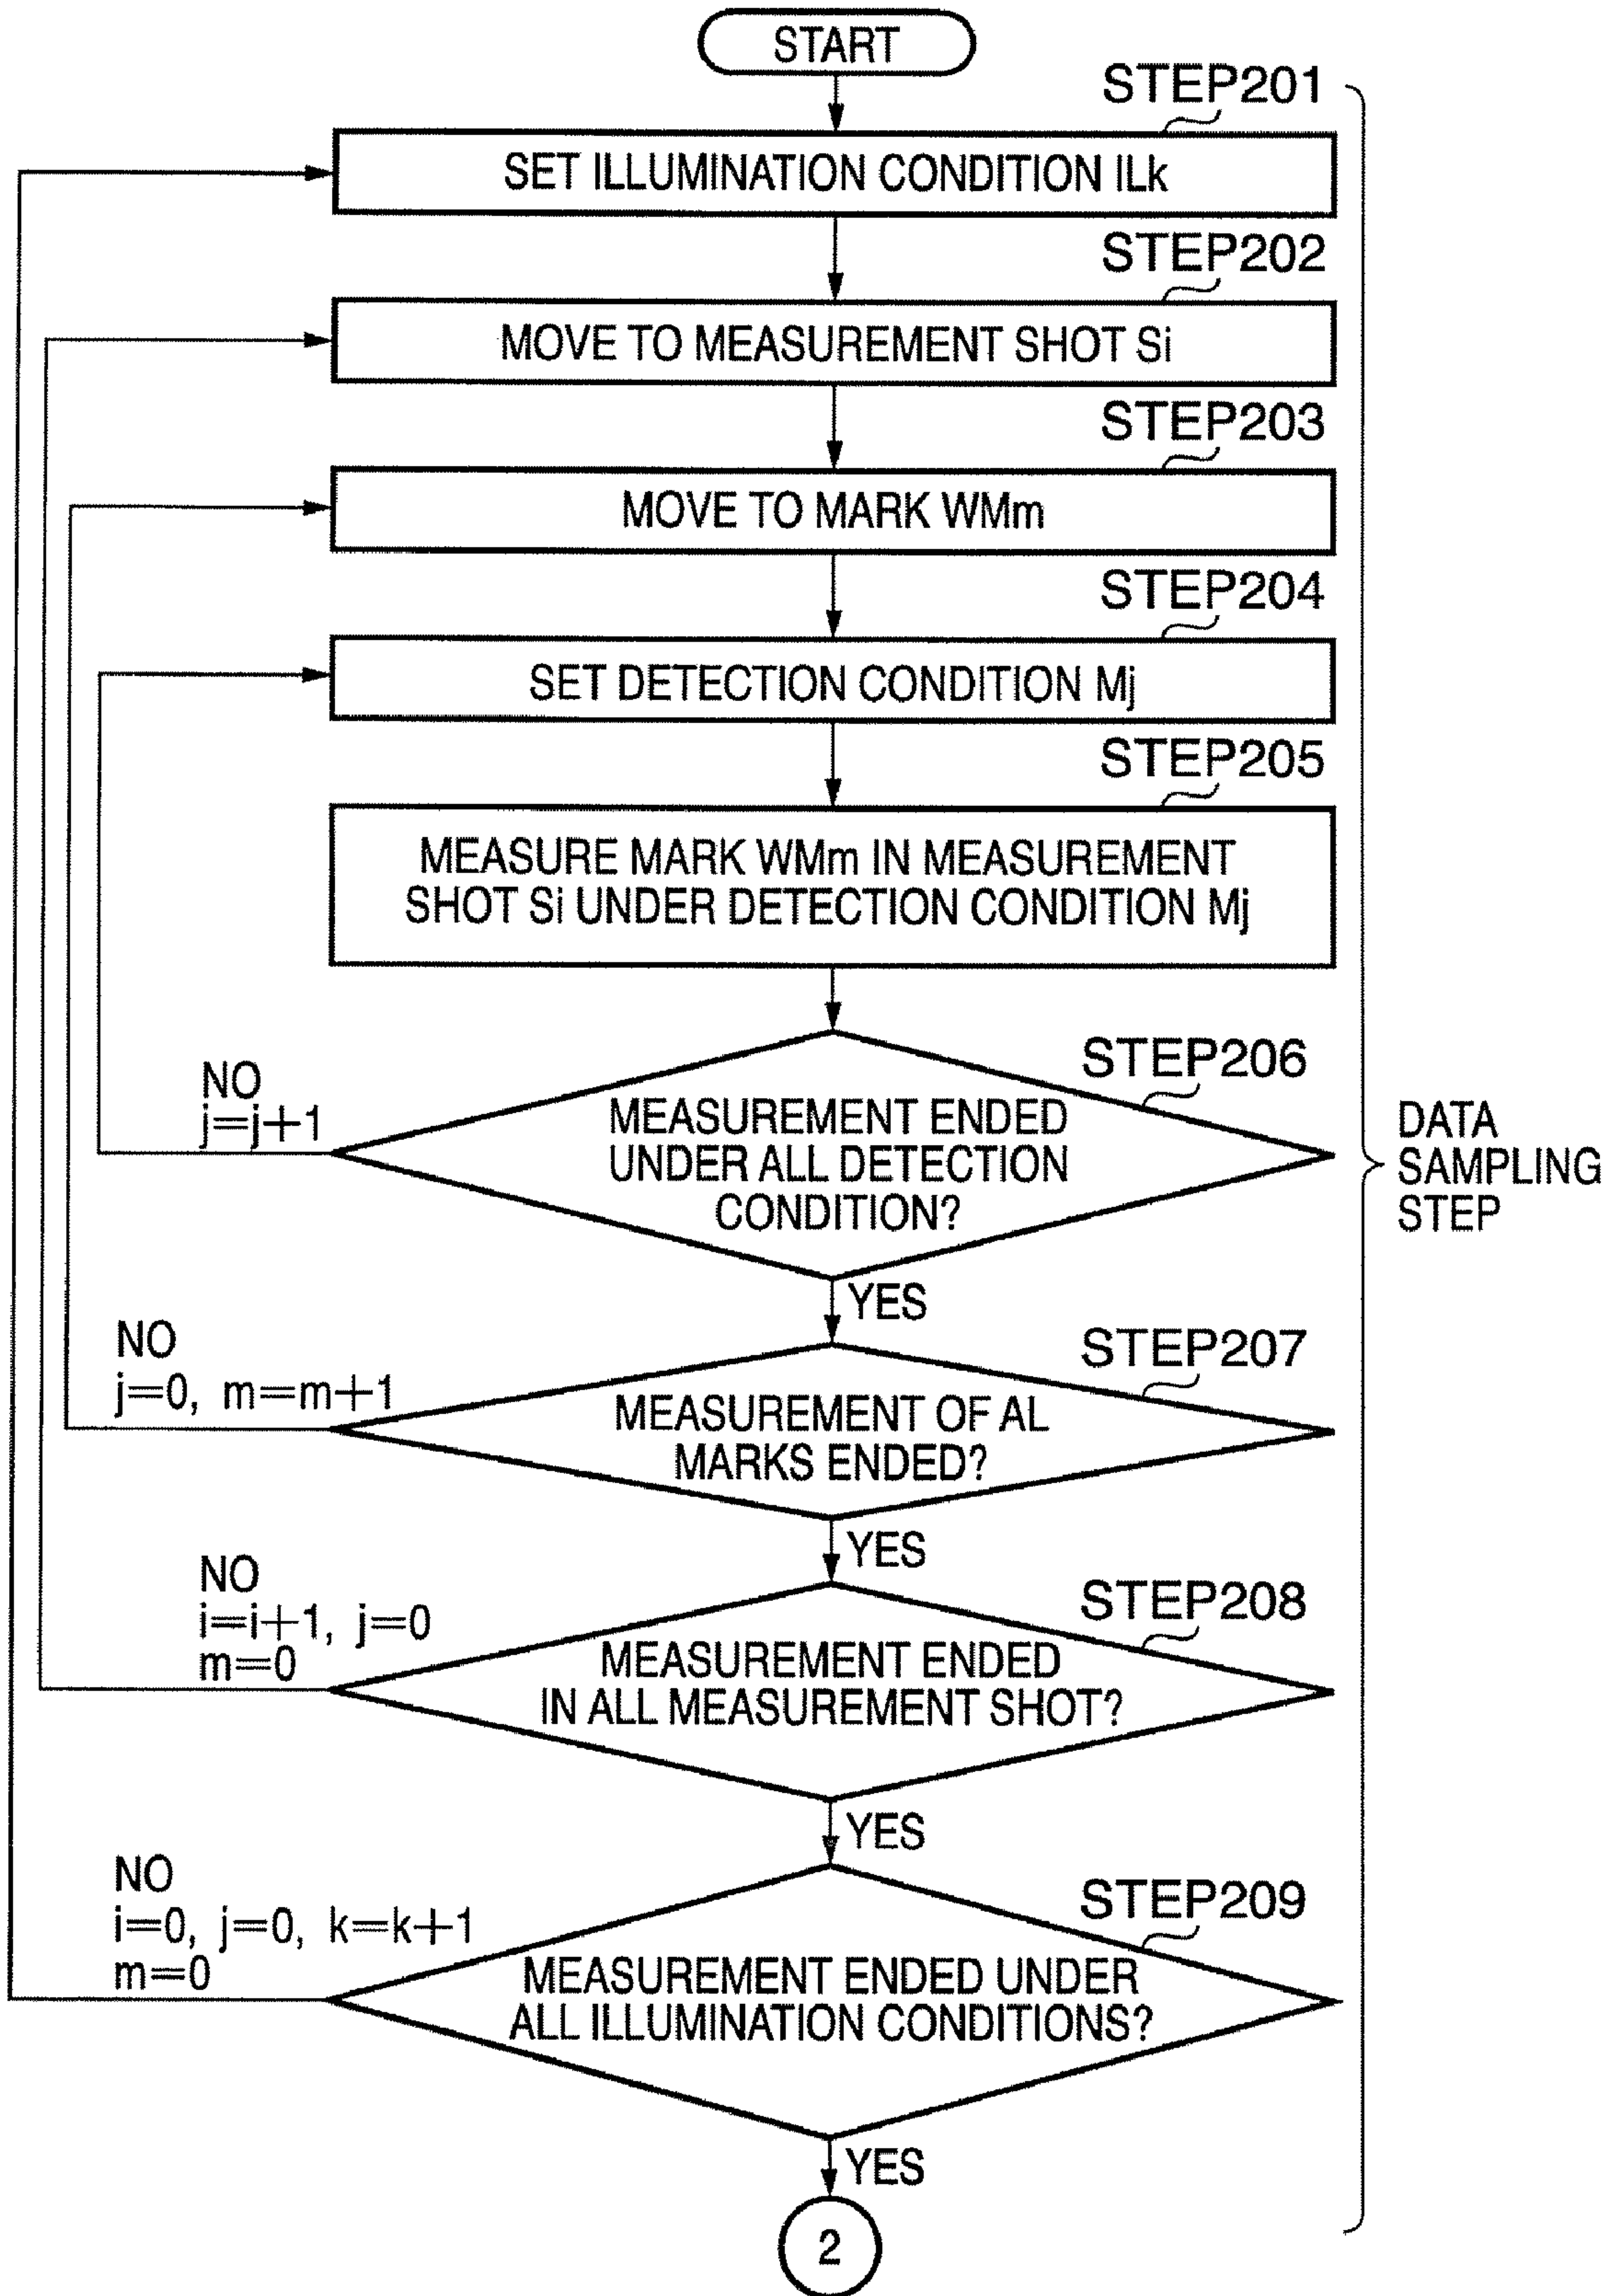 START
STEP201
SET ILLUMINATION CONDITION ILk
STEP202
MOVE TO MEASUREMENT SHOT Si
STEP203
MOVE TO MARK WMm
STEP204
SET DETECTION CONDITION Mj
STEP205
MEASURE MARK WMm IN MEASUREMENT
SHOT Si UNDER DETECTION CONDITION Mj
STEP206
NO
j=j+1
MEASUREMENT ENDED
UNDER ALL DETECTION
CONDITION?
DATA
SAMPLING
STEP
YES
STEP207
NO
j=0, m=m+1
MEASUREMENT OF AL
MARKS ENDED?
YES
STEP208
NO
i=i+1, j=0
m=0
MEASUREMENT ENDED
IN ALL MEASUREMENT SHOT?
YES
STEP209
NO
i=0, j=0, k=k+1
m=0
MEASUREMENT ENDED UNDER
ALL ILLUMINATION CONDITIONS?
YES
2